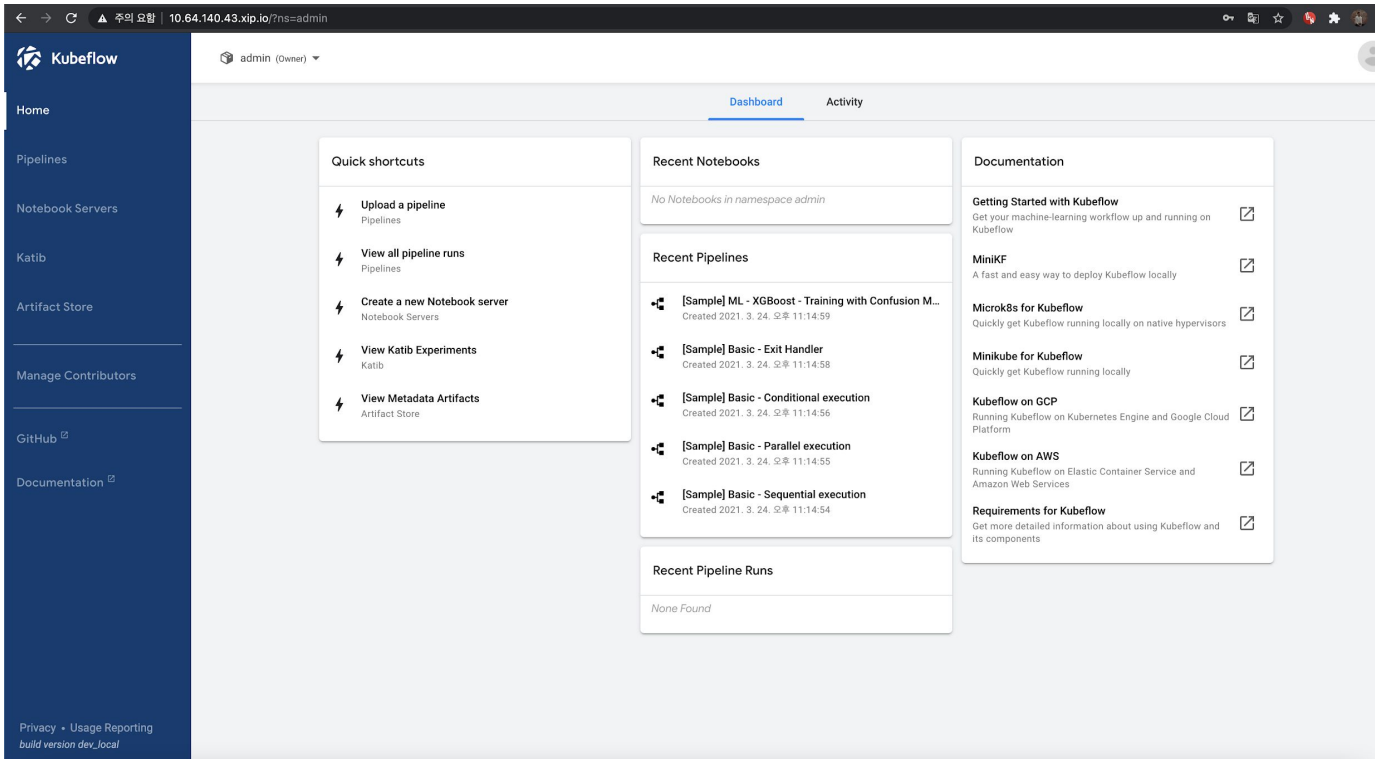 주의 요함 10.64.140.43.xip.io/?ns=admin
Kubeflow
admin (Owner)
Home
Pipelines
Notebook Servers
Katib
Artifact Store
Manage Contributors
GitHub
Documentation
Privacy • Usage Reporting
build version dev_local
Dashboard Activity
Quick shortcuts
Upload a pipeline
Pipelines
View all pipeline runs
Pipelines
Create a new Notebook server
Notebook Servers
View Katib Experiments
Katib
View Metadata Artifacts
Artifact Store
Recent Notebooks
No Notebooks in namespace admin
Recent Pipelines
[Sample] ML - XGBoost - Training with Confusion M...
Created 2021. 3. 24. 오후 11:14:59
[Sample] Basic - Exit Handler
Created 2021. 3. 24. 오후 11:14:58
[Sample] Basic - Conditional execution
Created 2021. 3. 24. 오후 11:14:56
[Sample] Basic - Parallel execution
Created 2021. 3. 24. 오후 11:14:55
[Sample] Basic - Sequential execution
Created 2021. 3. 24. 오후 11:14:54
Recent Pipeline Runs
None Found
Documentation
Getting Started with Kubeflow
Get your machine-learning workflow up and running on
Kubeflow
MiniKF
A fast and easy way to deploy Kubeflow locally
Microk8s for Kubeflow
Quickly get Kubeflow running locally on native hypervisors
Minikube for Kubeflow
Quickly get Kubeflow running locally
Kubeflow on GCP
Running Kubeflow on Kubernetes Engine and Google Cloud
Platform
Kubeflow on AWS
Running Kubeflow on Elastic Container Service and
Amazon Web Services
Requirements for Kubeflow
Get more detailed information about using Kubeflow and
its components